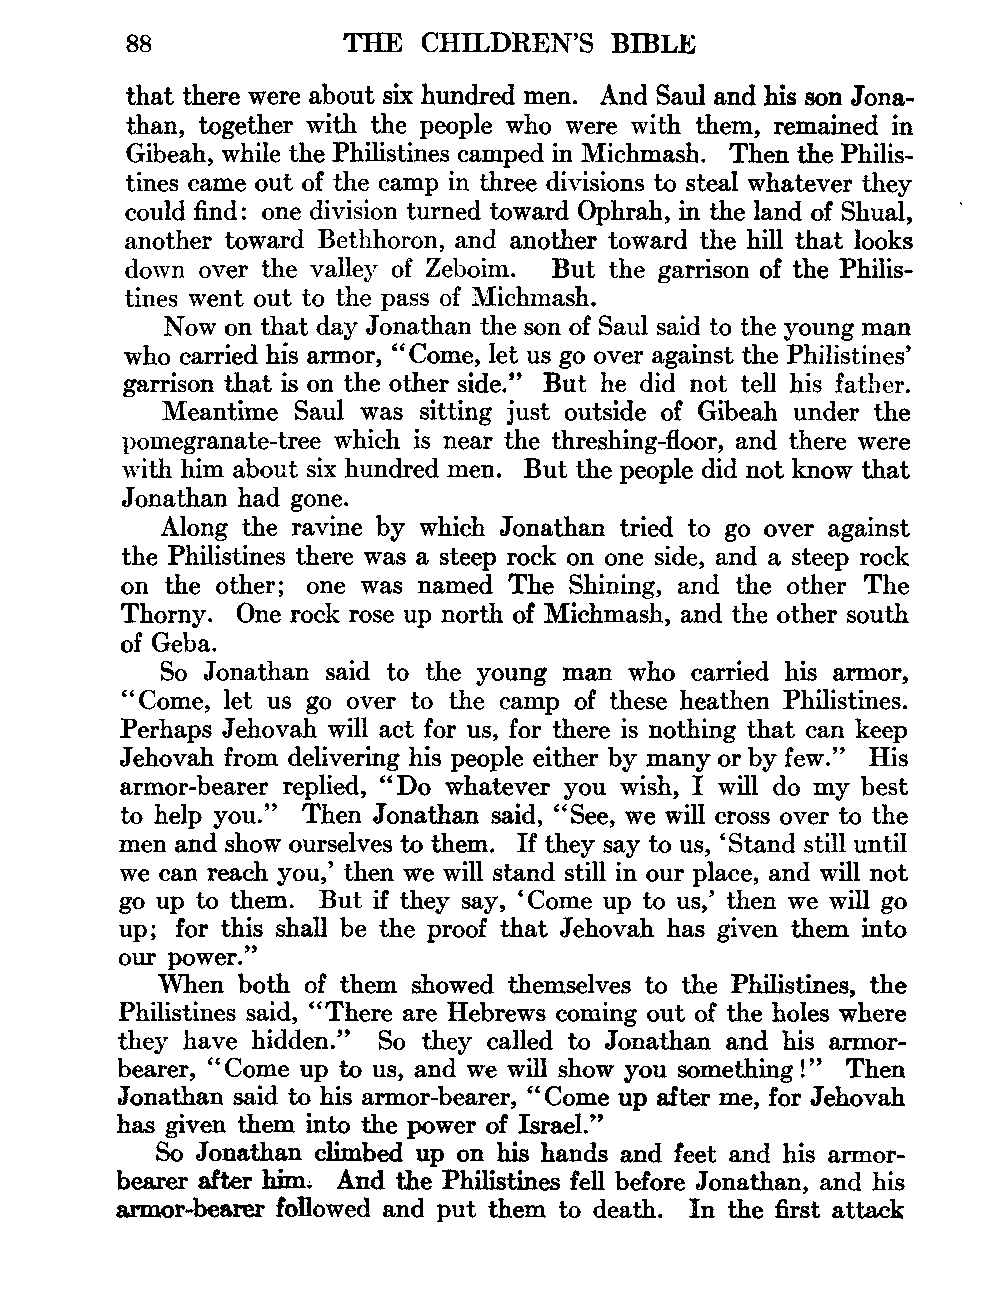 88 THE CHILDREN'S BIBLE
that there were about six hundred men. And Saul and his son Jona-
than, together with the people who were with them, remained in
Gibeah, while the Philistines camped in Michmash. Then the Philis-
tines came out of the camp in three divisions to steal whatever they
could find: one division turned toward Ophrah, in the land of Shual,
another toward Bethhoron, and another toward the hill that looks
down over the valley of Zeboim. But the garrison of the Philis-
tines went out to the pass of Michmash.
Now on that day Jonathan the son of Saul said to the young man
who carried his armor, “Come, let us go over against the Philistines’
garrison that is on the other side.” But he did not tell his father.
Meantime Saul was sitting just outside of Gibeah under the
pomegranate-tree which is near the threshing-floor, and there were
with him about six hundred men. But the people did not know that
Jonathan had gone.
Along the ravine by which Jonathan tried to go over against
the Philistines there was a steep rock on one side, and a steep rock
on the other; one was named The Shining, and the other The
Thorny. One rock rose up north of Michmash, and the other south
of Geba.
So Jonathan said to the young man who carried his armor,
“Come, let us go over to the camp of these heathen Philistines.
Perhaps Jehovah will act for us, for there is nothing that can keep
Jehovah from delivering his people either by many or by few.” His
armor-bearer replied, “Do whatever you wish, I will do my best
to help you.” Then Jonathan said, “See, we will cross over to the
men and show ourselves to them. If they say to us, ‘Stand still until
we can reach you,’ then we will stand still in our place, and will not
go up to them. But if they say, ‘Come up to us,’ then we will go
up; for this shall be the proof that Jehovah has given them into
our power.”
When both of them showed themselves to the Philistines, the
Philistines said, “There are Hebrews coming out of the holes where
they have hidden.” So they called to Jonathan and his armor-
bearer, “Come up to us, and we will show you something!” Then
Jonathan said to his armor-bearer, “Come up after me, for Jehovah
has given them into the power of Israel.”
So Jonathan climbed up on his hands and feet and his armor-
bearer after him. And the Philistines fell before Jonathan, and his
armor-bearer followed and put them to death. In the first attack